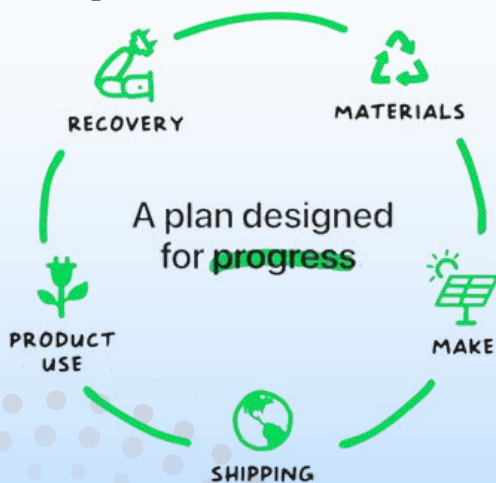 RECOVERY
MATERIALS
A plan designed
for progress
PRODUCT
USE
MAKE
SHIPPING